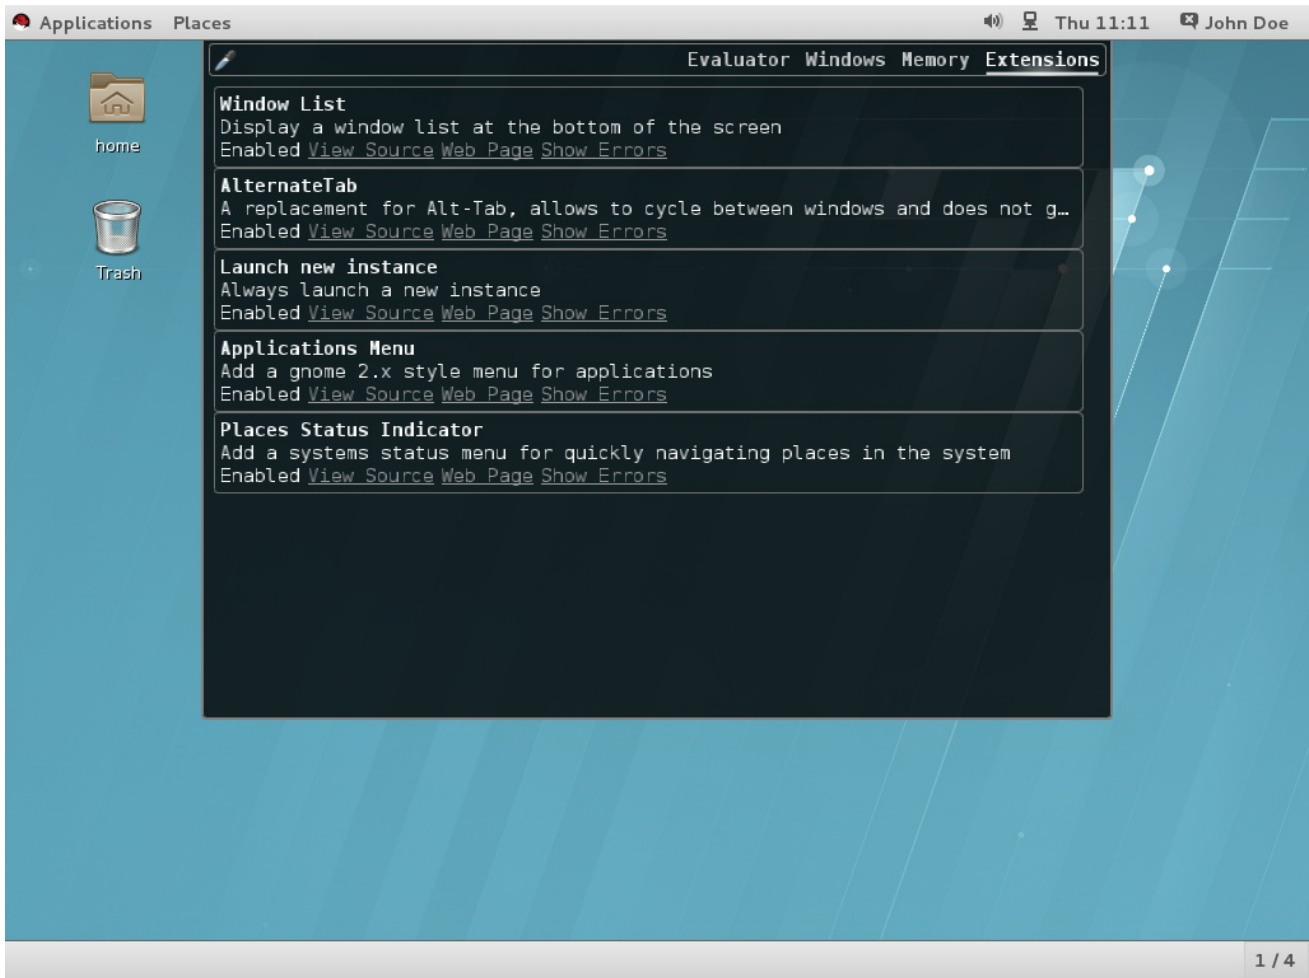 Applications Places Thu 11:11 John Doe
Evaluator Windows Memory Extensions
home
Trash
Window List
Display a window list at the bottom of the screen
Enabled View Source Web Page Show Errors
AlternateTab
A replacement for Alt-Tab, allows to cycle between windows and does not g…
Enabled View Source Web Page Show Errors
Launch new instance
Always launch a new instance
Enabled View Source Web Page Show Errors
Applications Menu
Add a gnome 2.x style menu for applications
Enabled View Source Web Page Show Errors
Places Status Indicator
Add a systems status menu for quickly navigating places in the system
Enabled View Source Web Page Show Errors
1 / 4